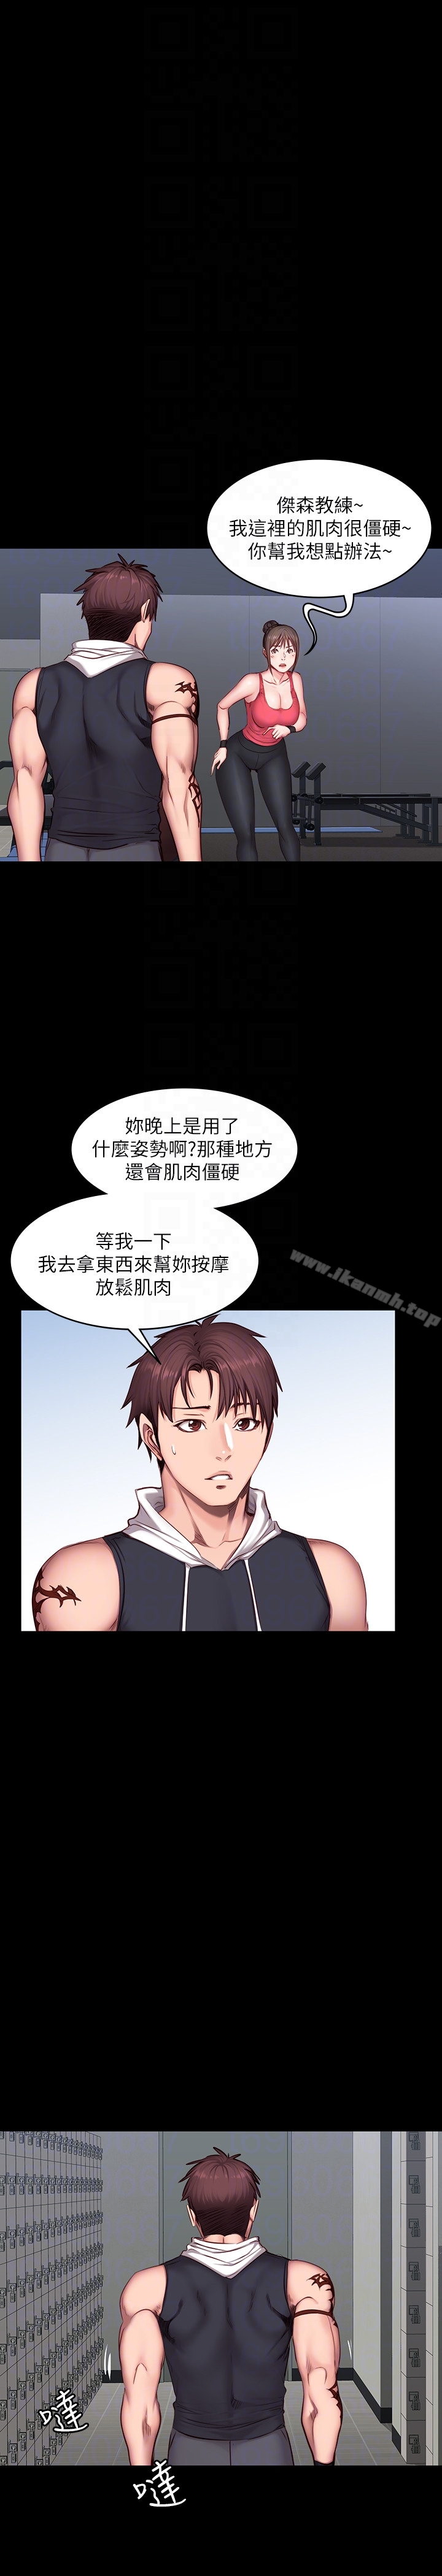 傑森教練~
我這裡的肌肉很僵硬~
你幫我想點辦法~
妳晚上是用了
什麼姿勢啊?那種地方
還會肌肉僵硬
等我一下
我去拿東西來幫妳按摩
放鬆肌肉
www.ikanmh.top
噠
噠